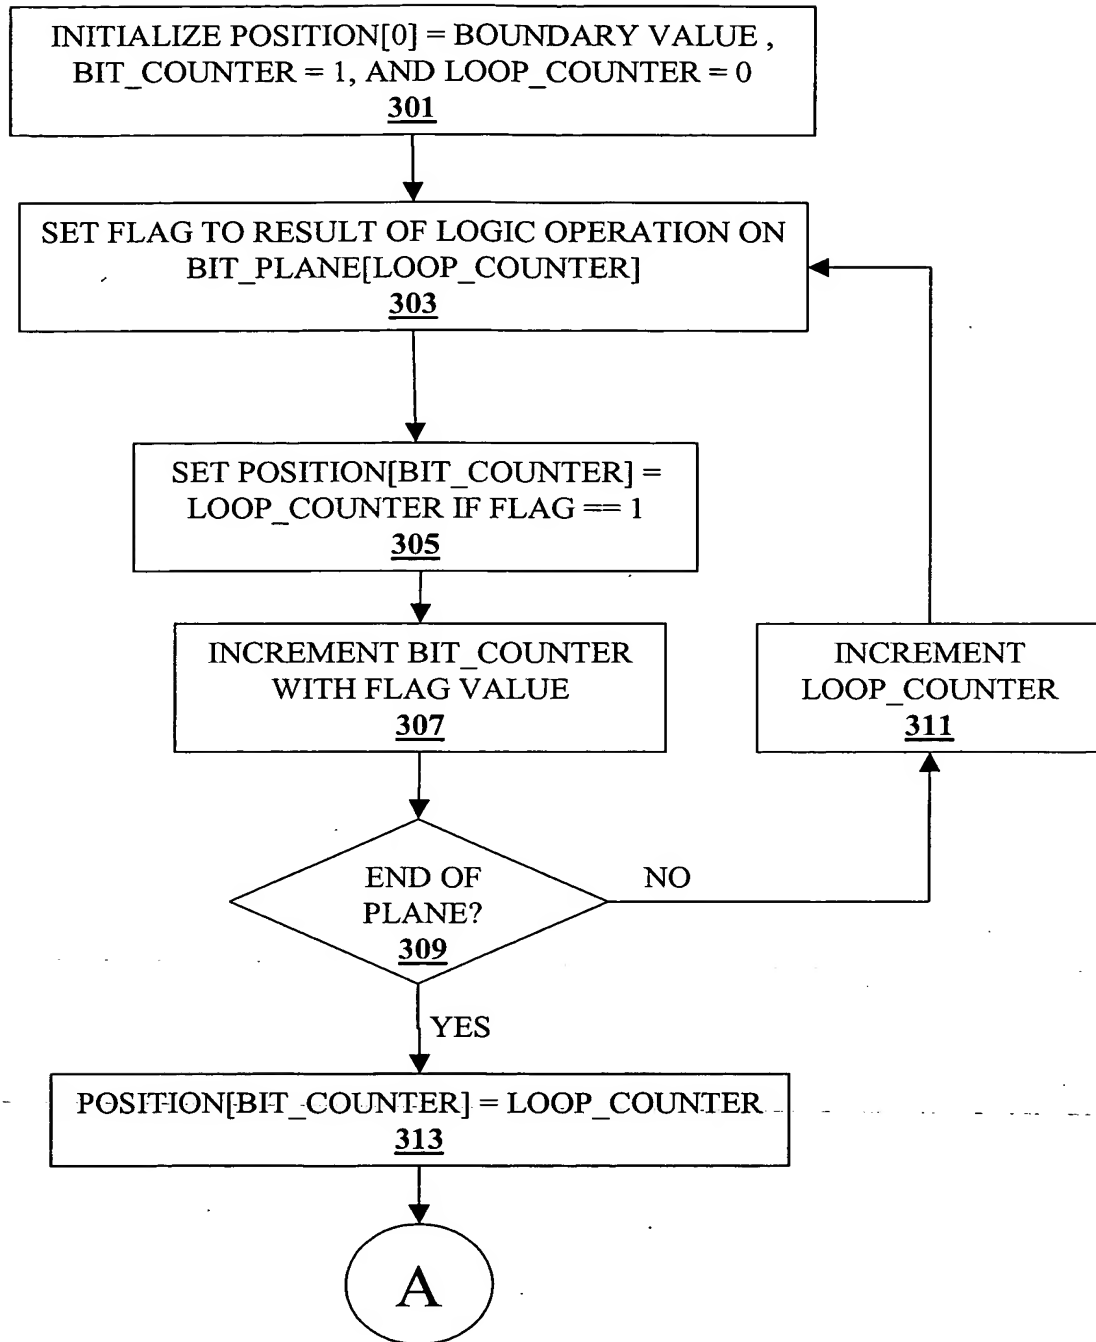 INITIALIZE POSITION[0] = BOUNDARY VALUE ,
BIT_COUNTER = 1, AND LOOP_COUNTER = 0
301
SET FLAG TO RESULT OF LOGIC OPERATION ON
BIT_PLANE[LOOP_COUNTER]
303
SET POSITION[BIT_COUNTER] =
LOOP_COUNTER IF FLAG == 1
305
INCREMENT BIT_COUNTER
WITH FLAG VALUE
307
INCREMENT
LOOP_COUNTER
311
END OF
PLANE?
309
NO
YES
POSITION[BIT_COUNTER] = LOOP_COUNTER
313
A